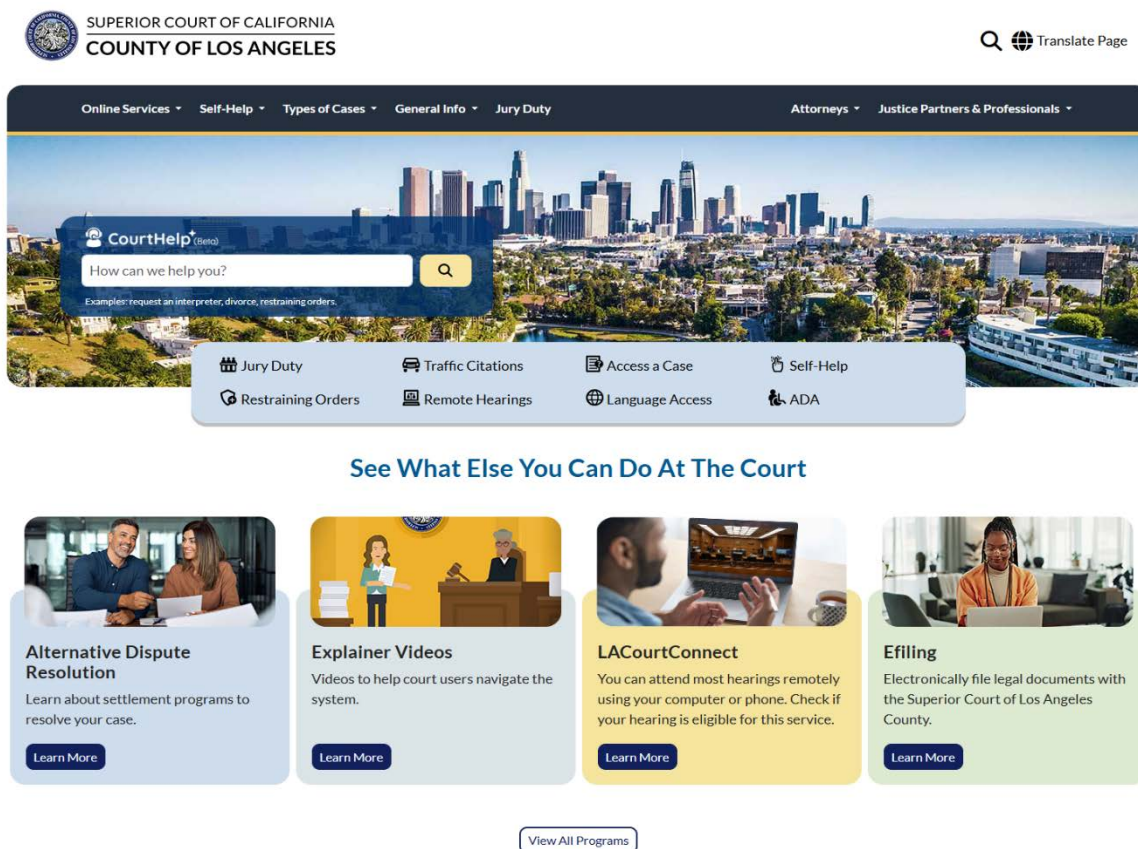 SUPERIOR COURT OF CALIFORNIA
COUNTY OF LOS ANGELES
Translate Page
Online Services Self-Help Types of Cases General Info Jury Duty Attorneys Justice Partners & Professionals
CourtHelp+ (Beta)
How can we help you?
Examples: request an interpreter, divorce, restraining orders.
Jury Duty Traffic Citations Access a Case Self-Help
Restraining Orders Remote Hearings Language Access ADA
See What Else You Can Do At The Court
Alternative Dispute
Resolution
Learn about settlement programs to
resolve your case.
Learn More
Explainer Videos
Videos to help court users navigate the
system.
Learn More
LACourtConnect
You can attend most hearings remotely
using your computer or phone. Check if
your hearing is eligible for this service.
Learn More
Efiling
Electronically file legal documents with
the Superior Court of Los Angeles
County.
Learn More
View All Programs